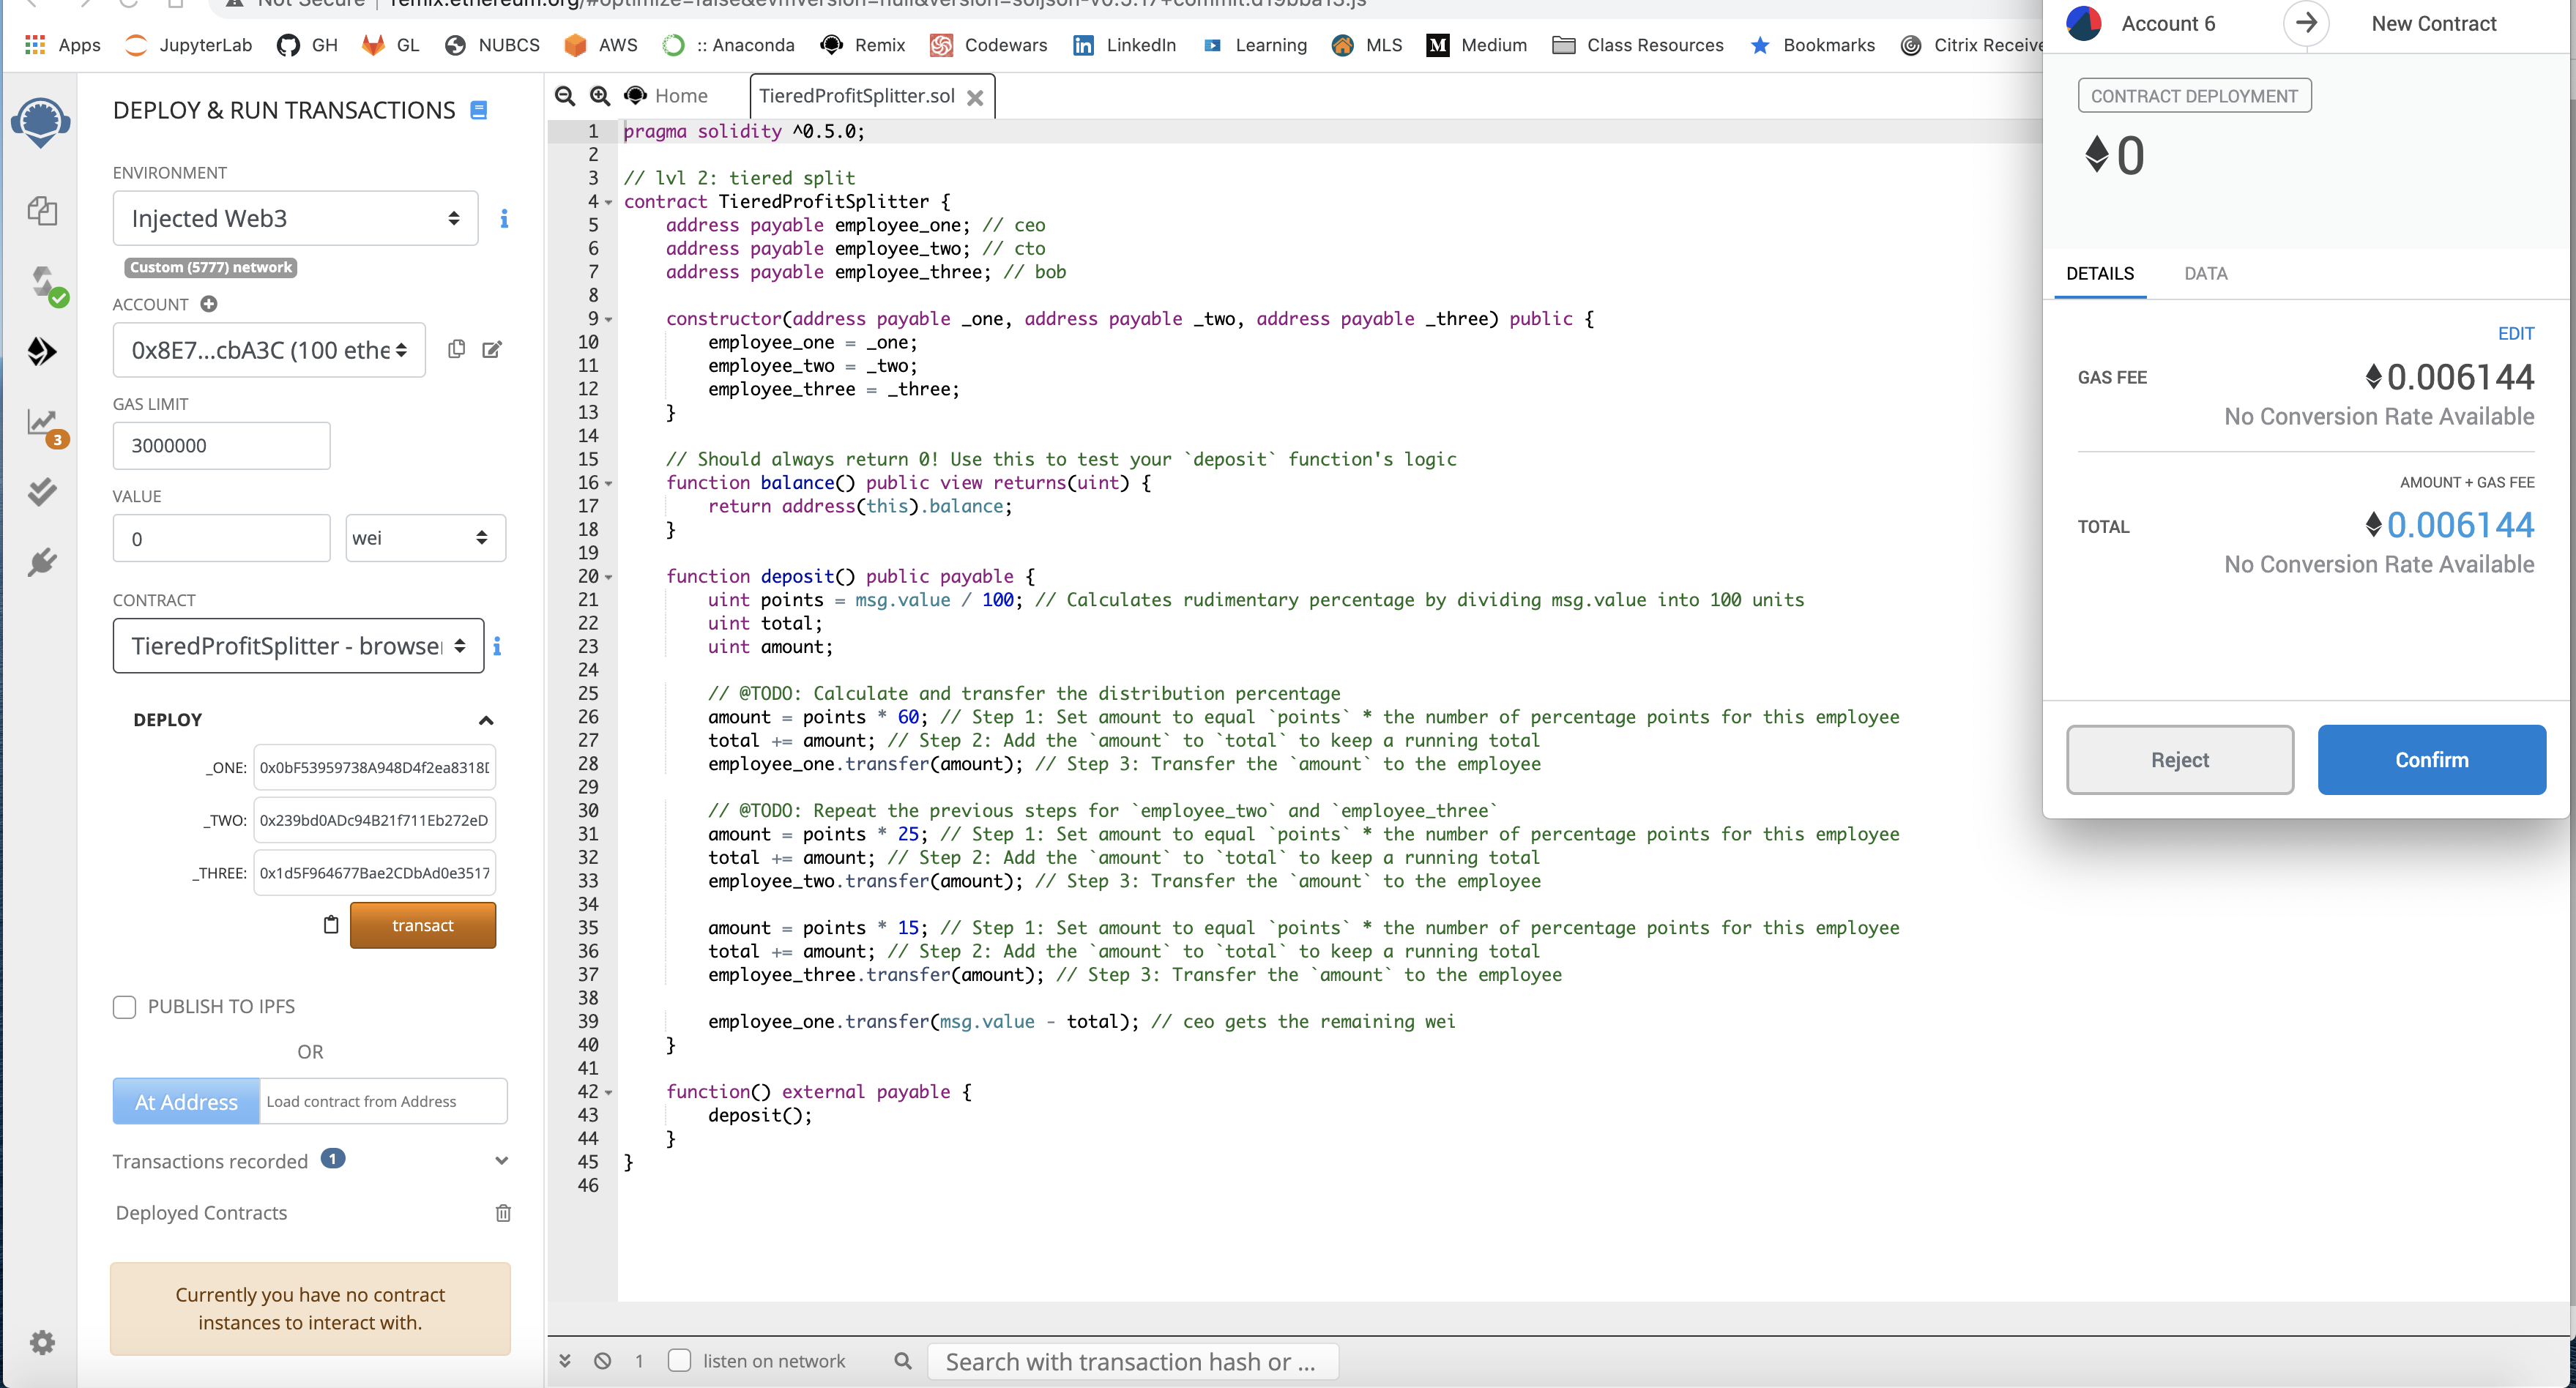 Apps JupyterLab GH GL NUBCS AWS :: Anaconda Remix Codewars LinkedIn Learning MLS Medium Class Resources Bookmarks Citrix
DEPLOY & RUN TRANSACTIONS
ENVIRONMENT
Injected Web3
Custom (5777) network
ACCOUNT
0x8E7...cbA3C (100 ethe
GAS LIMIT
3000000
3
VALUE
0
wei
CONTRACT
TieredProfitSplitter - browse
DEPLOY
_ONE: 0x0bF53959738A948D4f2ea8318
_TWO: 0x239bd0ADc94B21f711Eb272eD
_THREE: 0x1d5F964677Bae2CDbAd0e3517
transact
PUBLISH TO IPFS
OR
At Address Load contract from Address
Transactions recorded 1
Deployed Contracts
Currently you have no contract
instances to interact with.
Home TieredProfitSplitter.sol
1 pragma solidity ^0.5.0;
2
3 // lvl 2: tiered split
4 contract TieredProfitSplitter {
5 address payable employee_one; // ceo
6 address payable employee_two; // cto
7 address payable employee_three; // bob
8
9 constructor(address payable _one, address payable _two, address payable _three) public {
10 employee_one = _one;
11 employee_two = _two;
12 employee_three = _three;
13 }
14
15 // Should always return 0! Use this to test your `deposit` function's logic
16 function balance() public view returns(uint) {
17 return address(this).balance;
18 }
19
20 function deposit() public payable {
21 uint points = msg.value / 100; // Calculates rudimentary percentage by dividing msg.value into 100 units
22 uint total;
23 uint amount;
24
25 // @TODO: Calculate and transfer the distribution percentage
26 amount = points * 60; // Step 1: Set amount to equal `points` * the number of percentage points for this employee
27 total += amount; // Step 2: Add the `amount` to `total` to keep a running total
28 employee_one.transfer(amount); // Step 3: Transfer the `amount` to the employee
29
30 // @TODO: Repeat the previous steps for `employee_two` and `employee_three`
31 amount = points * 25; // Step 1: Set amount to equal `points` * the number of percentage points for this employee
32 total += amount; // Step 2: Add the `amount` to `total` to keep a running total
33 employee_two.transfer(amount); // Step 3: Transfer the `amount` to the employee
34
35 amount = points * 15; // Step 1: Set amount to equal `points` * the number of percentage points for this employee
36 total += amount; // Step 2: Add the `amount` to `total` to keep a running total
37 employee_three.transfer(amount); // Step 3: Transfer the `amount` to the employee
38
39 employee_one.transfer(msg.value - total); // ceo gets the remaining wei
40 }
41
42 function() external payable {
43 deposit();
44 }
45 }
46
1 listen on network Search with transaction hash or ...
Account 6 New Contract
CONTRACT DEPLOYMENT
0
DETAILS DATA
EDIT
GAS FEE 0.006144
No Conversion Rate Available
AMOUNT + GAS FEE
TOTAL 0.006144
No Conversion Rate Available
Reject Confirm